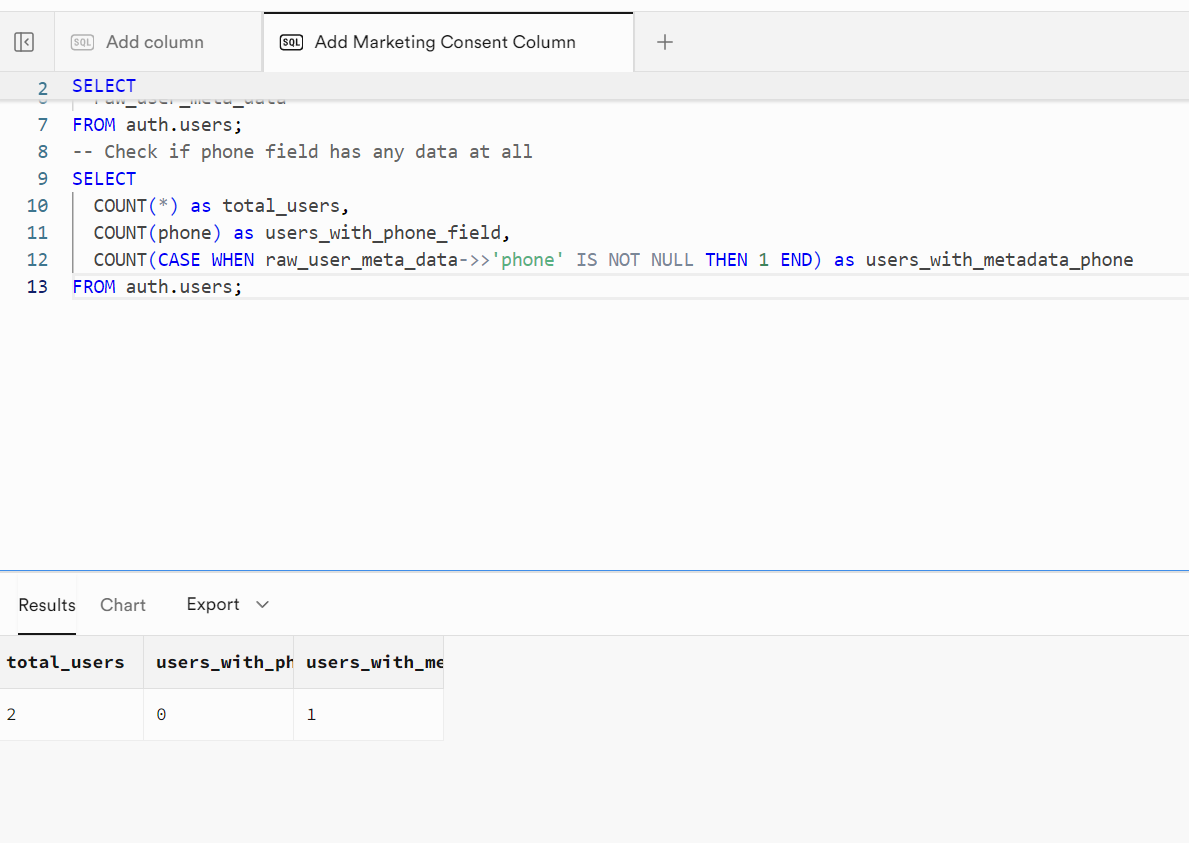 SQL Add column
SQL Add Marketing Consent Column
2 SELECT
raw_user_meta_data
7 FROM auth.users;
8 -- Check if phone field has any data at all
9 SELECT
10 COUNT(*) as total_users,
11 COUNT(phone) as users_with_phone_field,
12 COUNT(CASE WHEN raw_user_meta_data->>'phone' IS NOT NULL THEN 1 END) as users_with_metadata_phone
13 FROM auth.users;
Results Chart Export
total_users users_with_ph users_with_me
2 0 1